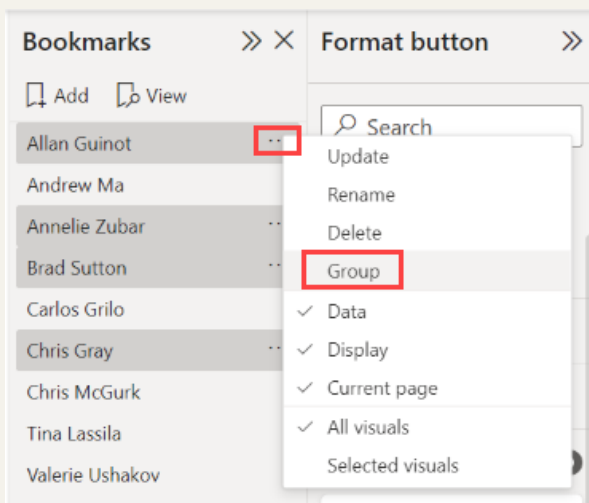 Bookmarks
Format button
Add View
Search
Allan Guinot
Andrew Ma
Annelie Zubar
Brad Sutton
Carlos Grilo
Chris Gray
Chris McGurk
Tina Lassila
Valerie Ushakov
Update
Rename
Delete
Group
Data
Display
Current page
All visuals
Selected visuals